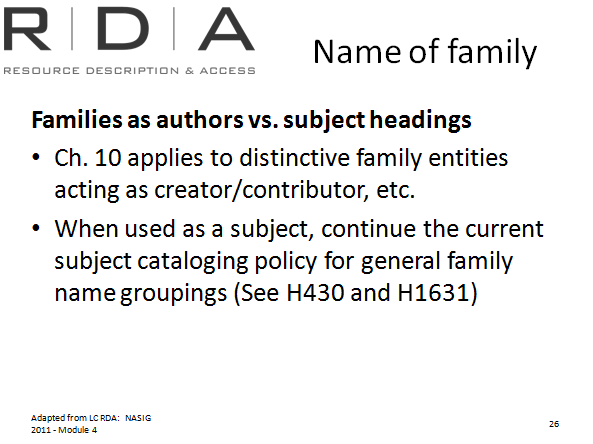 R | D | A
RESOURCE DESCRIPTION & ACCESS
Name of family
Families as authors vs. subject headings
• Ch. 10 applies to distinctive family entities
acting as creator/contributor, etc.
• When used as a subject, continue the current
subject cataloging policy for general family
name groupings (See H430 and H1631)
Adapted from LC RDA: NASIG
2011 - Module 4
26